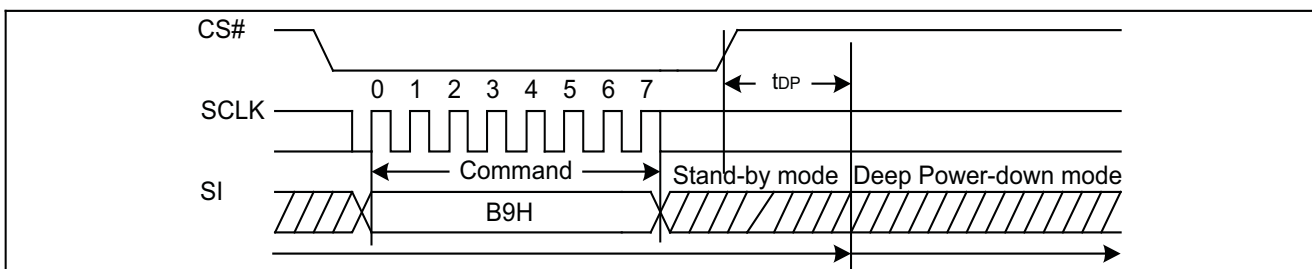 CS#
tDP
0 1 2 3 4 5 6 7
SCLK
Command
Stand-by mode Deep Power-down mode
SI
B9H